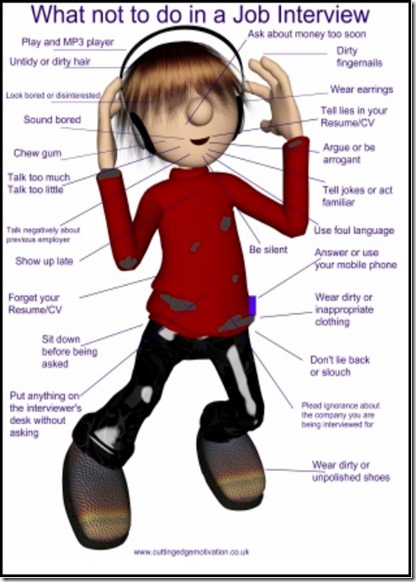 What not to do in a Job Interview
Play and MP3 player
Ask about money too soon
Untidy or dirty hair
Dirty
fingernails
Look bored or disinterested
Wear earrings
Sound bored
Tell lies in your
Resume/CV
Chew gum
Argue or be
arrogant
Talk too much
Talk too little
Tell jokes or act
familiar
Talk negatively about
previous employer
Use foul language
Be silent
Show up late
Answer or use
your mobile phone
Forget your
Resume/CV
Wear dirty or
inappropriate
clothing
Sit down
before being
asked
Don't lie back
or slouch
Put anything on
the interviewer's
desk without
asking
Plead ignorance about
the company you are
being interviewed for
Wear dirty or
unpolished shoes
www.cuttingedgemotivation.co.uk